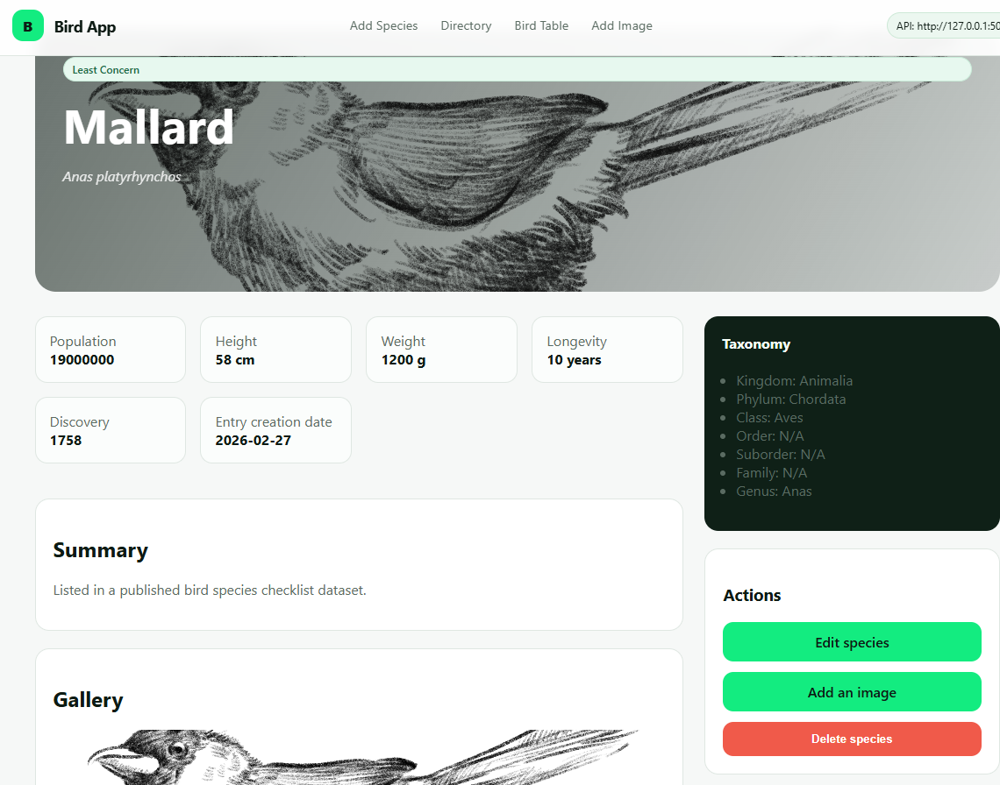 B
Bird App
Add Species
Directory
Bird Table
Add Image
API: http://127.0.0.1:50
Least Concern
Mallard
Anas platyrhynchos
Population
19000000
Height
58 cm
Weight
1200 g
Longevity
10 years
Discovery
1758
Entry creation date
2026-02-27
Summary
Listed in a published bird species checklist dataset.
Gallery
Taxonomy
Kingdom: Animalia
Phylum: Chordata
Class: Aves
Order: N/A
Suborder: N/A
Family: N/A
Genus: Anas
Actions
Edit species
Add an image
Delete species